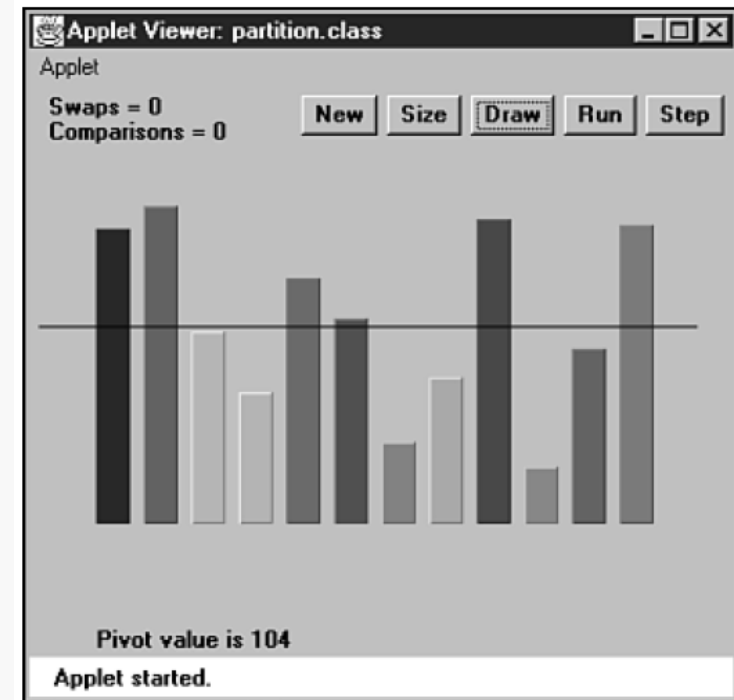 Applet Viewer: partition.class
Applet
Swaps = 0
Comparisons = 0
New Size Draw Run Step
Pivot value is 104
Applet started.